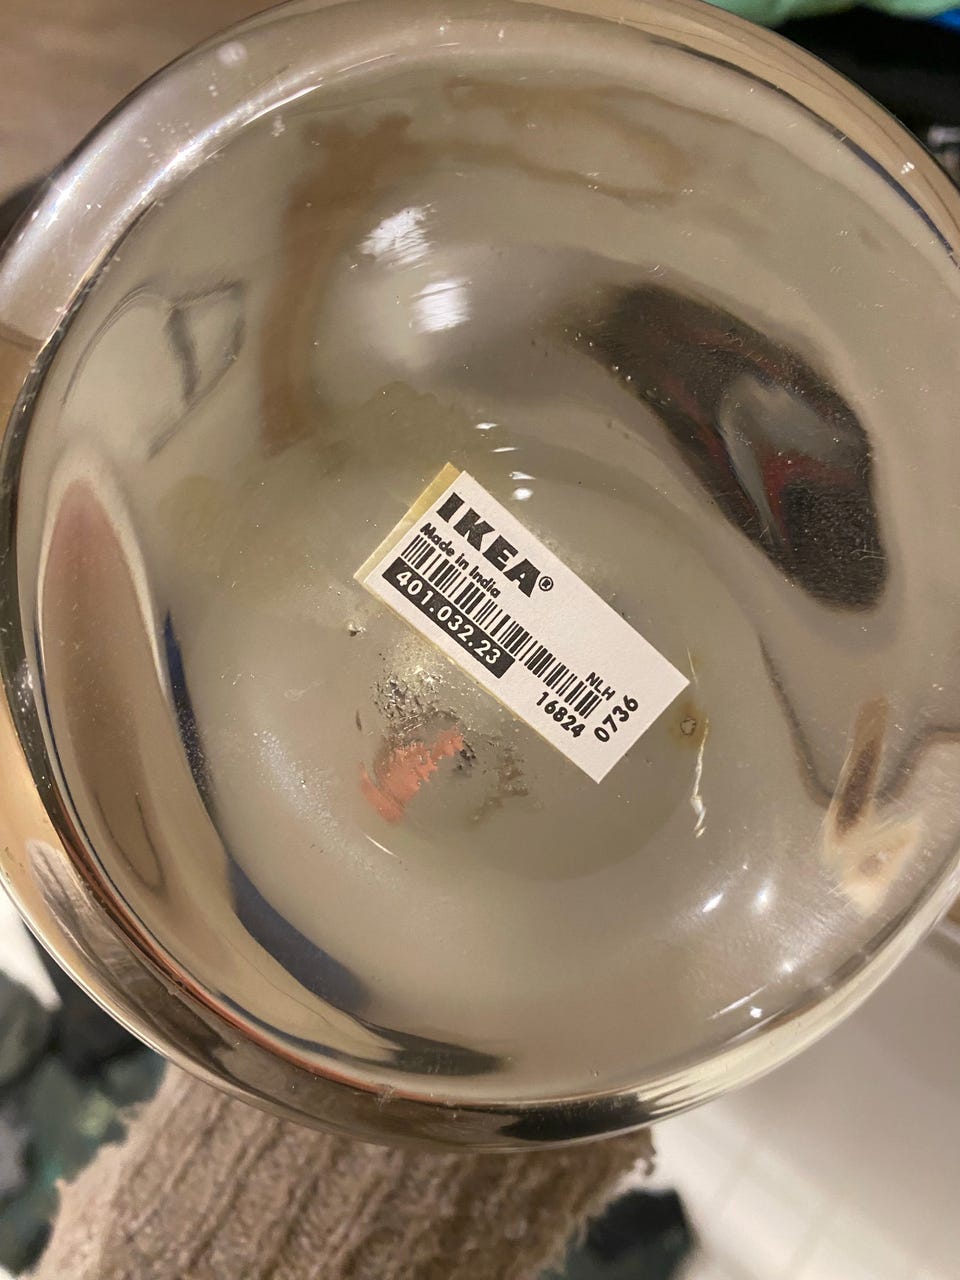 IKEA®
Made in India
401.032.23
NLH
16824
0736